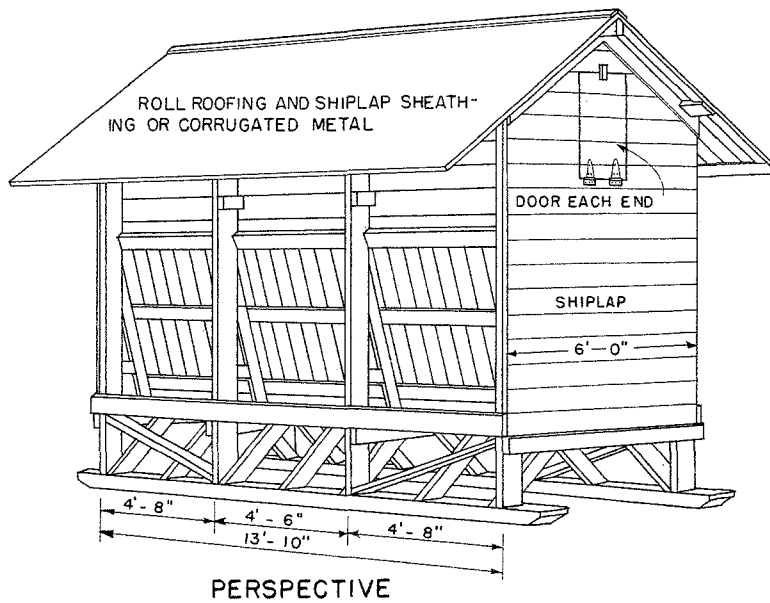 ROLL ROOFING AND SHIPLAP SHEATH-
ING OR CORRUGATED METAL
DOOR EACH END
SHIPLAP
6'-0"
4'-8"
4'-6"
4'-8"
13'-10"
PERSPECTIVE